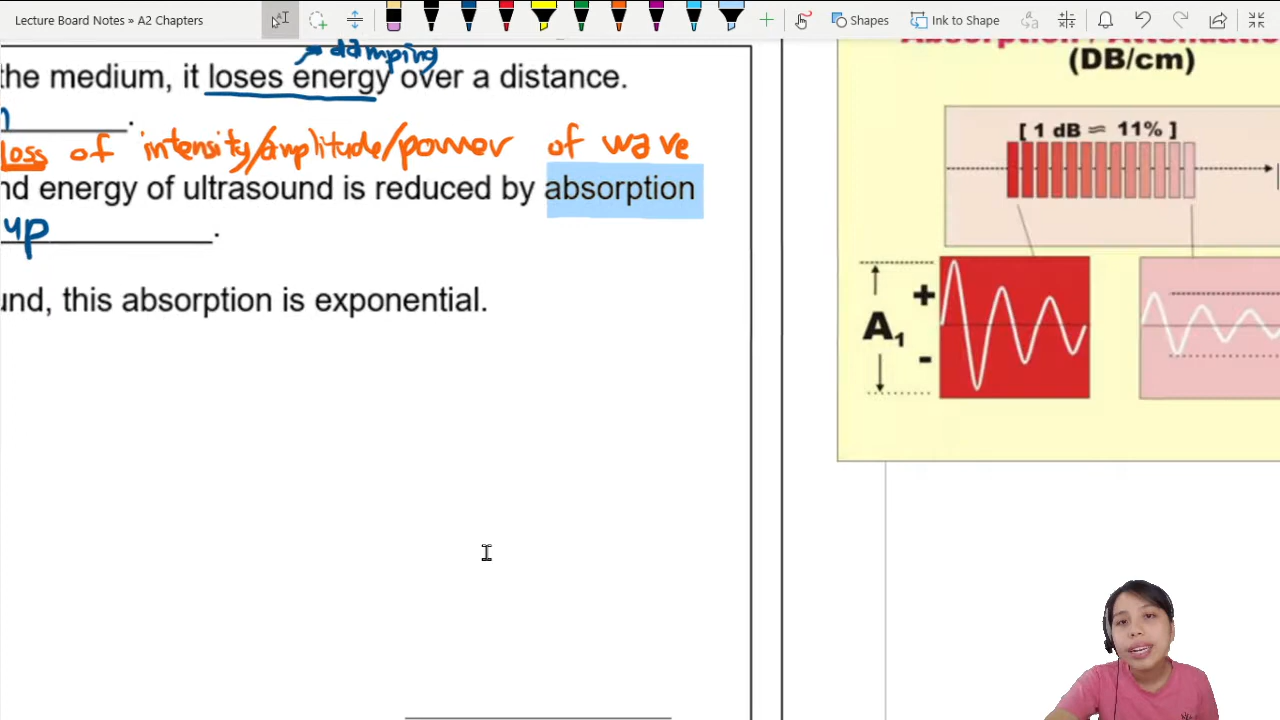 Lecture Board Notes » A2 Chapters
Shapes
Ink to Shape
damping
the medium, it loses energy over a distance.
loss of intensity/amplitude/power of wave
nd energy of ultrasound is reduced by absorption
up
und, this absorption is exponential.
(DB/cm)
[ 1 dB ≈ 11% ]
+
A1
-